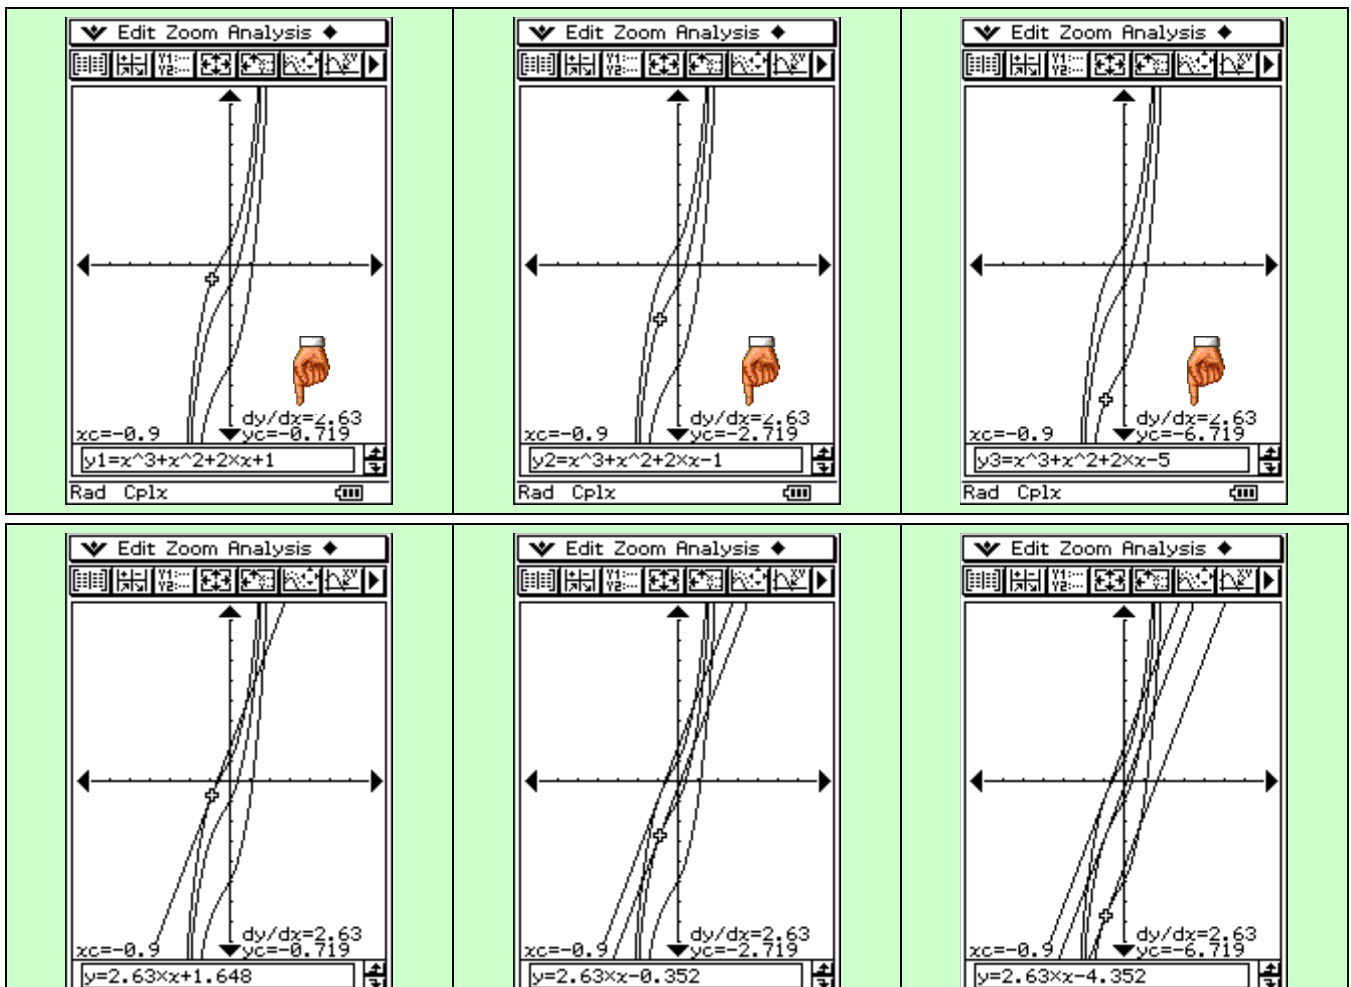 Edit Zoom Analysis ◆
dy/dx=2.63
xc=-0.9 yc=-0.719
y1=x^3+x^2+2×x+1
Rad Cplx
Edit Zoom Analysis ◆
dy/dx=2.63
xc=-0.9 yc=-2.719
y2=x^3+x^2+2×x-1
Rad Cplx
Edit Zoom Analysis ◆
dy/dx=2.63
xc=-0.9 yc=-6.719
y3=x^3+x^2+2×x-5
Rad Cplx
Edit Zoom Analysis ◆
dy/dx=2.63
xc=-0.9 yc=-0.719
y=2.63×x+1.648
Edit Zoom Analysis ◆
dy/dx=2.63
xc=-0.9 yc=-2.719
y=2.63×x-0.352
Edit Zoom Analysis ◆
dy/dx=2.63
xc=-0.9 yc=-6.719
y=2.63×x-4.352